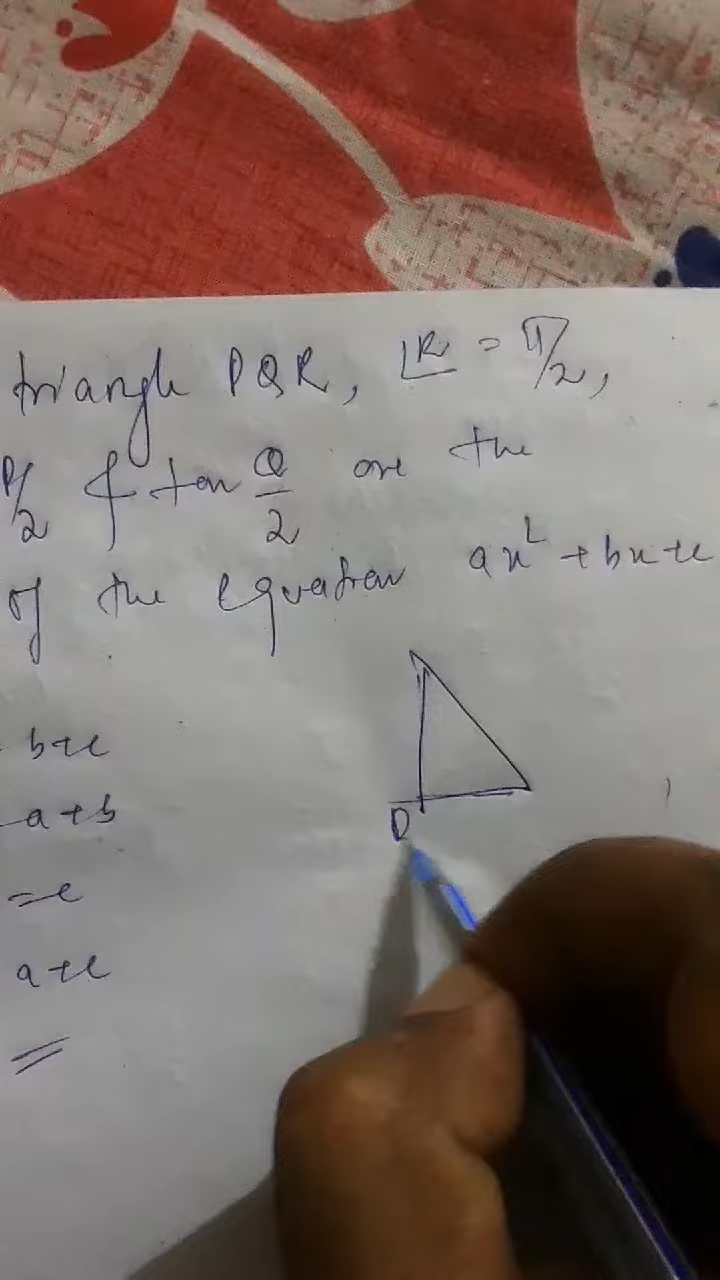 triangle PQR, ∠R = π/2,
P/2 & tan Q/2 are the
of the equation ax² + bx + c
b + c
a + b
= c
a + c
R